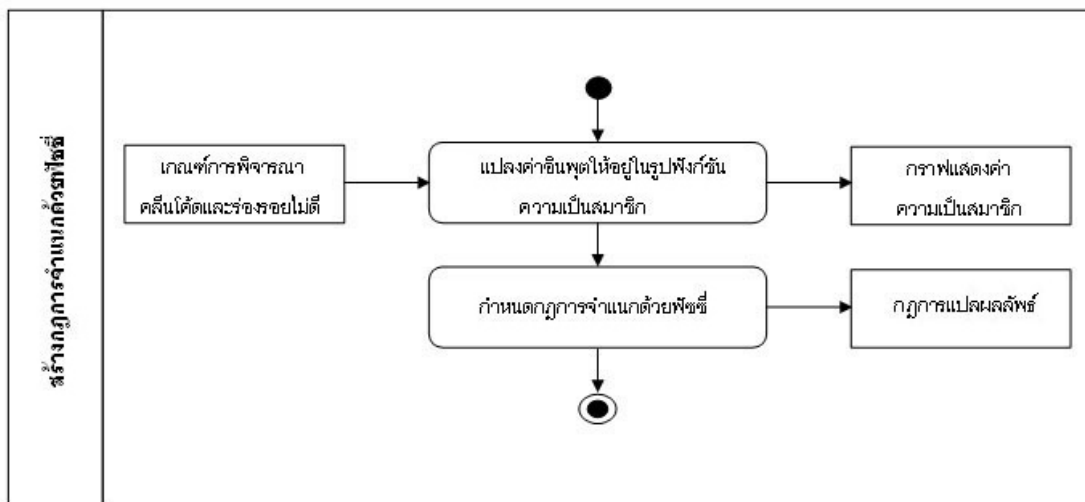 สร้างกฎการจำแนกด้วยฟัซซี่
เกณฑ์การพิจารณา
คลีนโค้ดและร่องรอยไม่ดี
แปลงค่าอินพุตให้อยู่ในรูปฟังก์ชัน
ความเป็นสมาชิก
กราฟแสดงค่า
ความเป็นสมาชิก
กำหนดกฎการจำแนกด้วยฟัซซี่
กฎการแปลผลลัพธ์